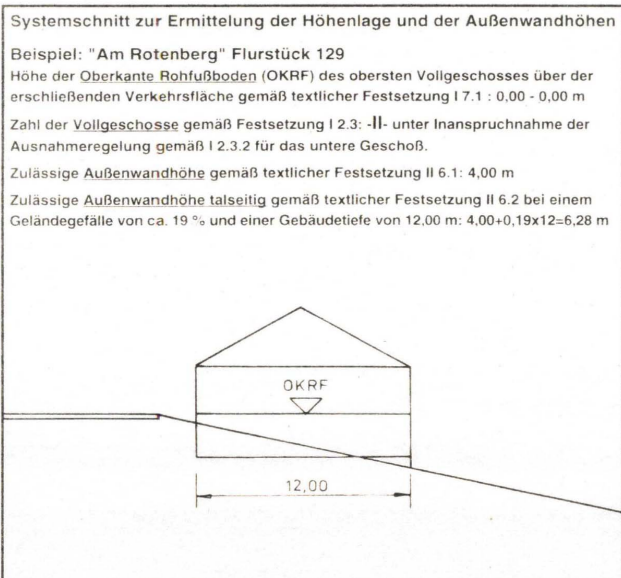 Systemschnitt zur Ermittelung der Höhenlage und der Außenwandhöhen
Beispiel: "Am Rotenberg" Flurstück 129
Höhe der Oberkante Rohfußboden (OKRF) des obersten Vollgeschosses über der
erschließenden Verkehrsfläche gemäß textlicher Festsetzung I 7.1 : 0,00 - 0,00 m
Zahl der Vollgeschosse gemäß Festsetzung I 2.3: -II- unter Inanspruchnahme der
Ausnahmeregelung gemäß I 2.3.2 für das untere Geschoß.
Zulässige Außenwandhöhe gemäß textlicher Festsetzung II 6.1: 4,00 m
Zulässige Außenwandhöhe talseitig gemäß textlicher Festsetzung II 6.2 bei einem
Geländegefälle von ca. 19 % und einer Gebäudetiefe von 12,00 m: 4,00+0,19x12=6,28 m
OKRF
12,00